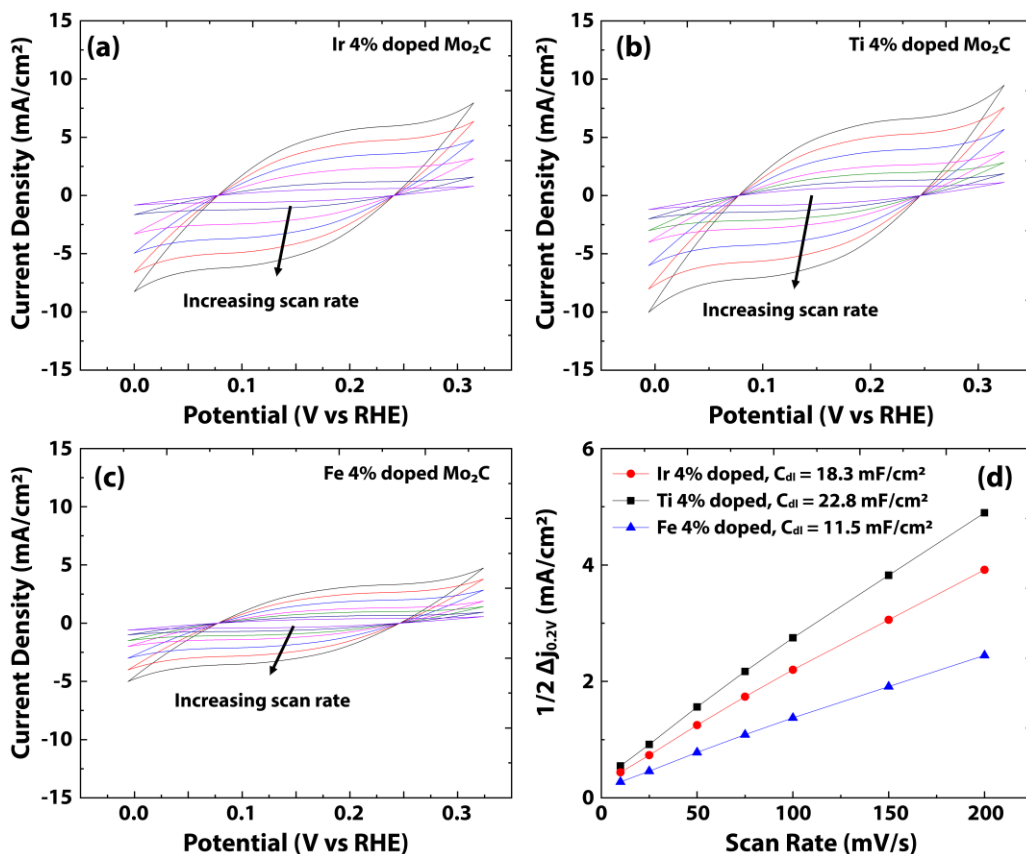 (a)
Ir 4% doped Mo₂C
15
10
5
0
-5
-10
-15
Current Density (mA/cm²)
Increasing scan rate
0.0 0.1 0.2 0.3
Potential (V vs RHE)
(b)
Ti 4% doped Mo₂C
15
10
5
0
-5
-10
-15
Current Density (mA/cm²)
Increasing scan rate
0.0 0.1 0.2 0.3
Potential (V vs RHE)
(c)
Fe 4% doped Mo₂C
15
10
5
0
-5
-10
-15
Current Density (mA/cm²)
Increasing scan rate
0.0 0.1 0.2 0.3
Potential (V vs RHE)
(d)
Ir 4% doped, Cdl = 18.3 mF/cm²
Ti 4% doped, Cdl = 22.8 mF/cm²
Fe 4% doped, Cdl = 11.5 mF/cm²
6
4
2
0
1/2 Δj0.2V (mA/cm²)
50 100 150 200
Scan Rate (mV/s)